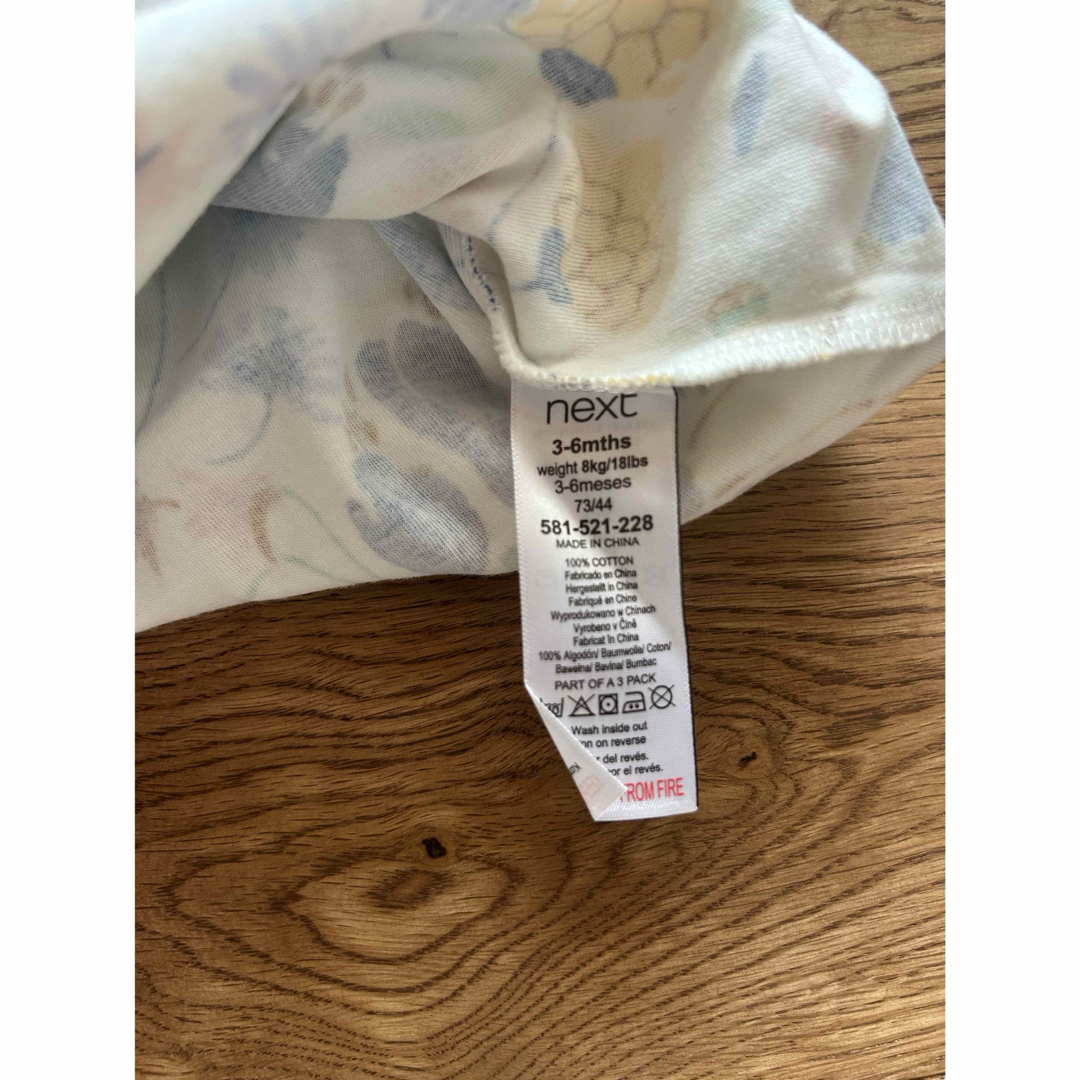 next
3-6mths
weight 8kg/18lbs
3-6meses
73/44
581-521-228
MADE IN CHINA
100% COTTON
Fabricado en China
Hergestellt in China
Fabriqué en Chine
Wyprodukowano w Chinach
Vyrobeno v Číně
Fabricat în China
100% Algodón/ Baumwolle/ Coton/
Bawełna/ Bavlna/ Bumbac
PART OF A 3 PACK
Wash inside out
on reverse
del revés.
por el revés.
FROM FIRE